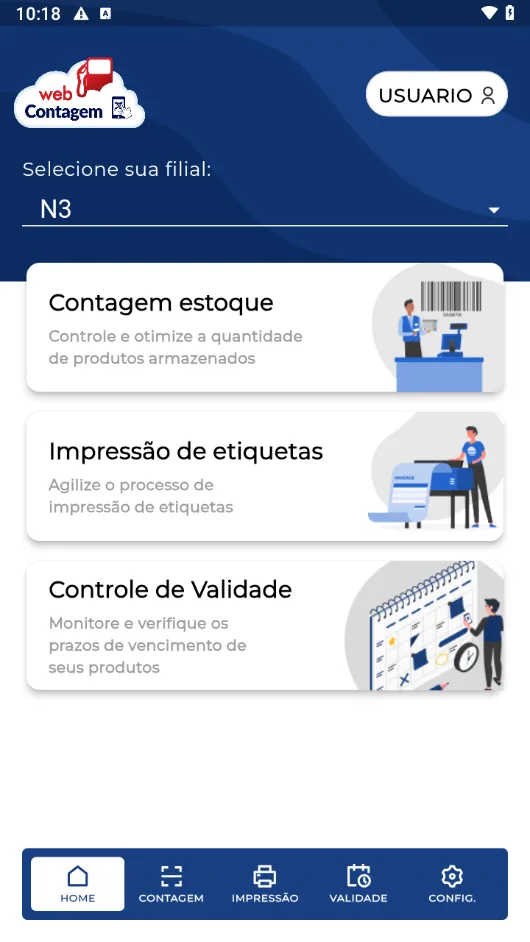 10:18
A
web
Contagem
USUARIO
Selecione sua filial:
N3
Contagem estoque
Controle e otimize a quantidade
de produtos armazenados
Impressão de etiquetas
Agilize o processo de
impressão de etiquetas
INVOICE
Controle de Validade
Monitore e verifique os
prazos de vencimento de
seus produtos
HOME
CONTAGEM
IMPRESSÃO
VALIDADE
CONFIG.